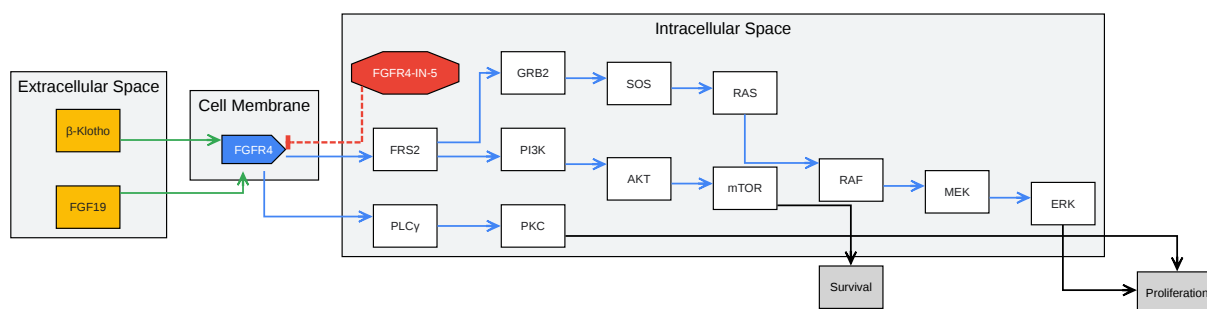 Intracellular Space
Extracellular Space
Cell Membrane
FGFR4-IN-5
GRB2
SOS
RAS
β-Klotho
FGFR4
FRS2
PI3K
AKT
mTOR
RAF
MEK
ERK
FGF19
PLCγ
PKC
Survival
Proliferation